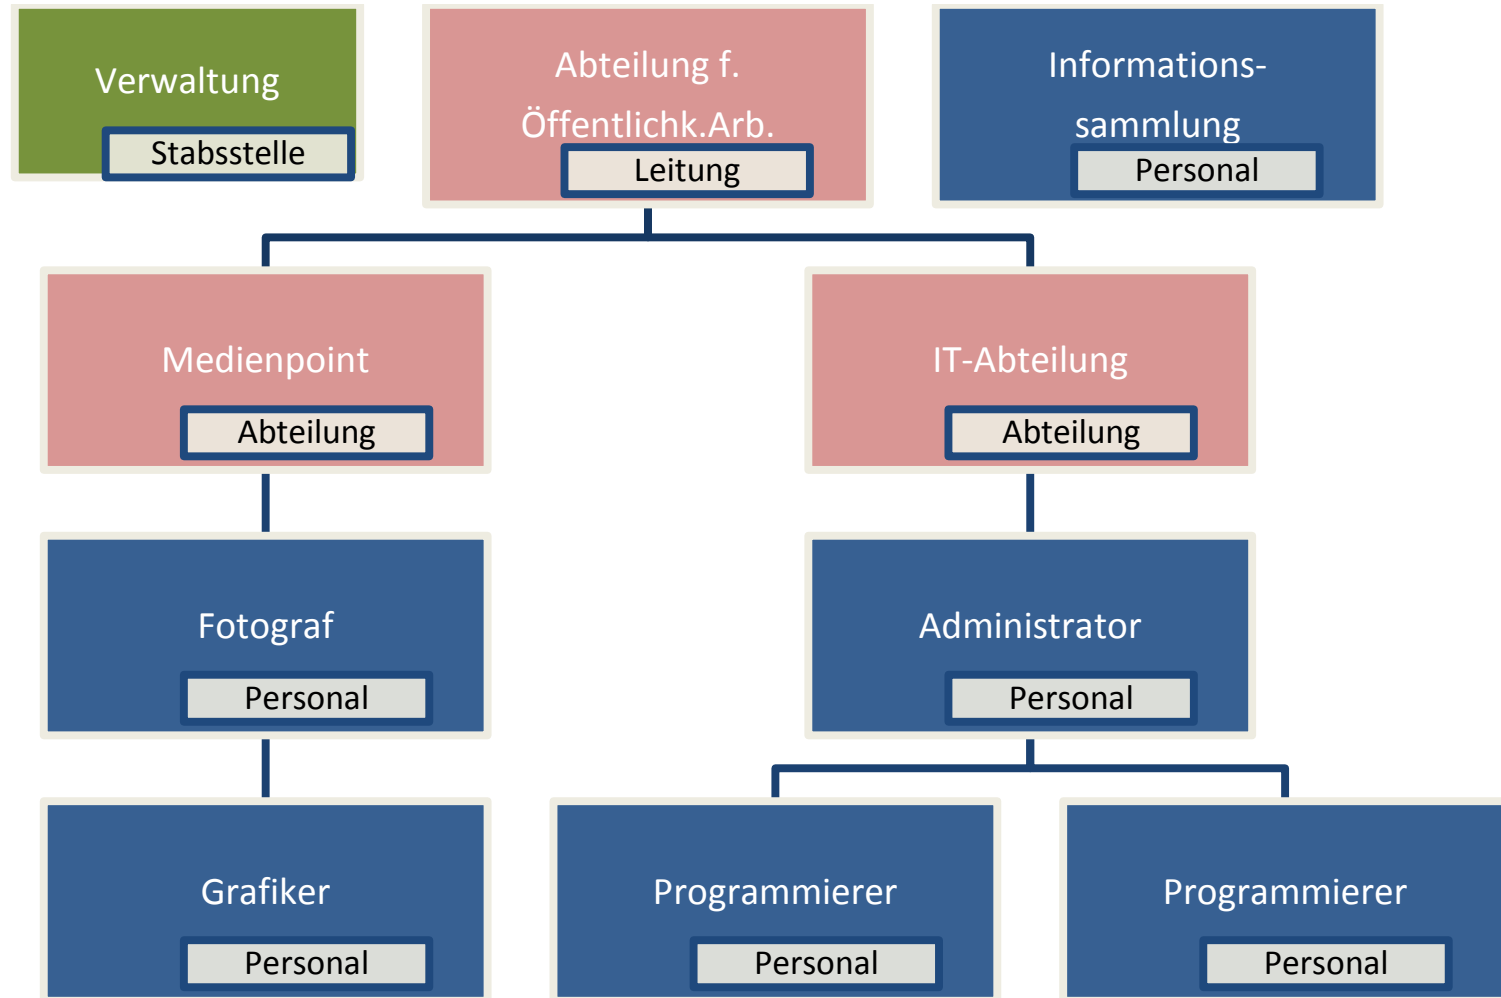 Verwaltung
Stabsstelle
Abteilung f.
Öffentlichk.Arb.
Leitung
Informations-
sammlung
Personal
Medienpoint
Abteilung
IT-Abteilung
Abteilung
Fotograf
Personal
Administrator
Personal
Grafiker
Personal
Programmierer
Personal
Programmierer
Personal